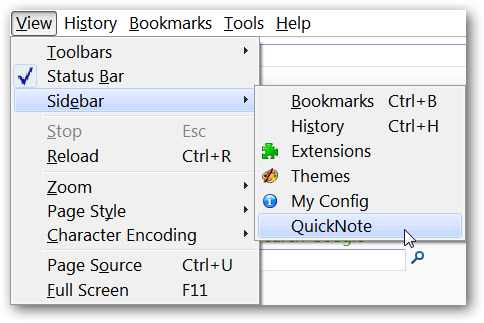 View History Bookmarks Tools Help
Toolbars
Status Bar
Sidebar
Stop Esc
Reload Ctrl+R
Zoom
Page Style
Character Encoding
Page Source Ctrl+U
Full Screen F11
Bookmarks Ctrl+B
History Ctrl+H
Extensions
Themes
My Config
QuickNote